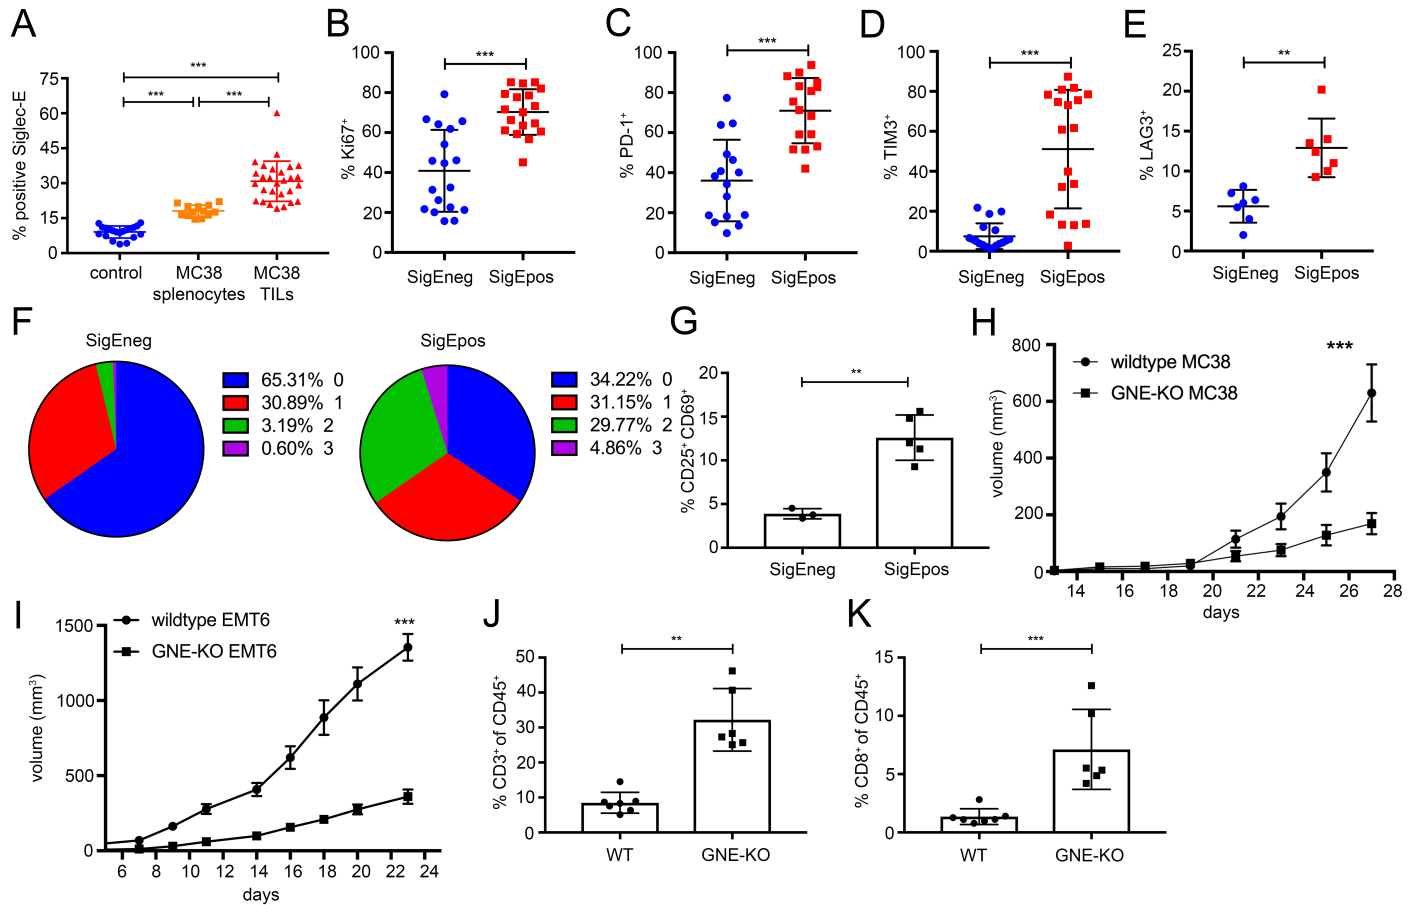 A
% positive Siglec-E
75
60
45
30
15
0
***
***
***
control
MC38
splenocytes
MC38
TILs
B
% Ki67⁺
100
80
60
40
20
0
***
SigEneg
SigEpos
C
% PD-1⁺
100
80
60
40
20
0
***
SigEneg
SigEpos
D
% TIM3⁺
100
80
60
40
20
0
***
SigEneg
SigEpos
E
% LAG3⁺
25
20
15
10
5
0
**
SigEneg
SigEpos
F
SigEneg
65.31% 0
30.89% 1
3.19% 2
0.60% 3
SigEpos
34.22% 0
31.15% 1
29.77% 2
4.86% 3
G
% CD25⁺ CD69⁺
20
15
10
5
0
**
SigEneg
SigEpos
H
volume (mm³)
800
600
400
200
0
wildtype MC38
GNE-KO MC38
***
14 16 18 20 22 24 26 28
days
I
volume (mm³)
1500
1000
500
0
wildtype EMT6
GNE-KO EMT6
***
6 8 10 12 14 16 18 20 22 24
days
J
% CD3⁺ of CD45⁺
50
40
30
20
10
0
**
WT
GNE-KO
K
% CD8⁺ of CD45⁺
15
10
5
0
***
WT
GNE-KO